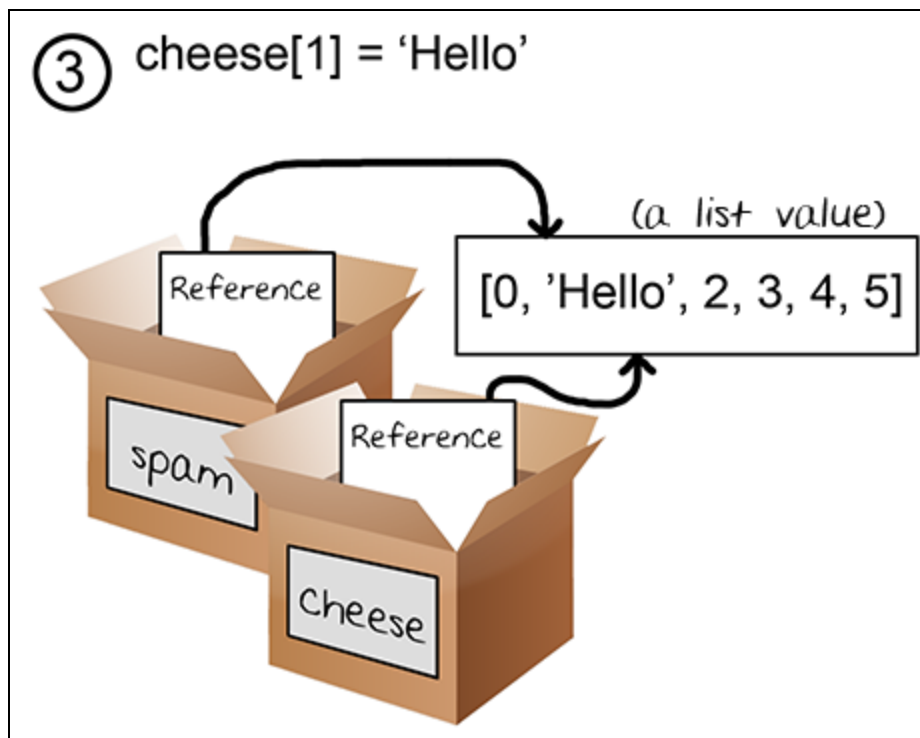 3 cheese[1] = ‘Hello’
(a list value)
[0, 'Hello', 2, 3, 4, 5]
Reference
spam
Reference
cheese